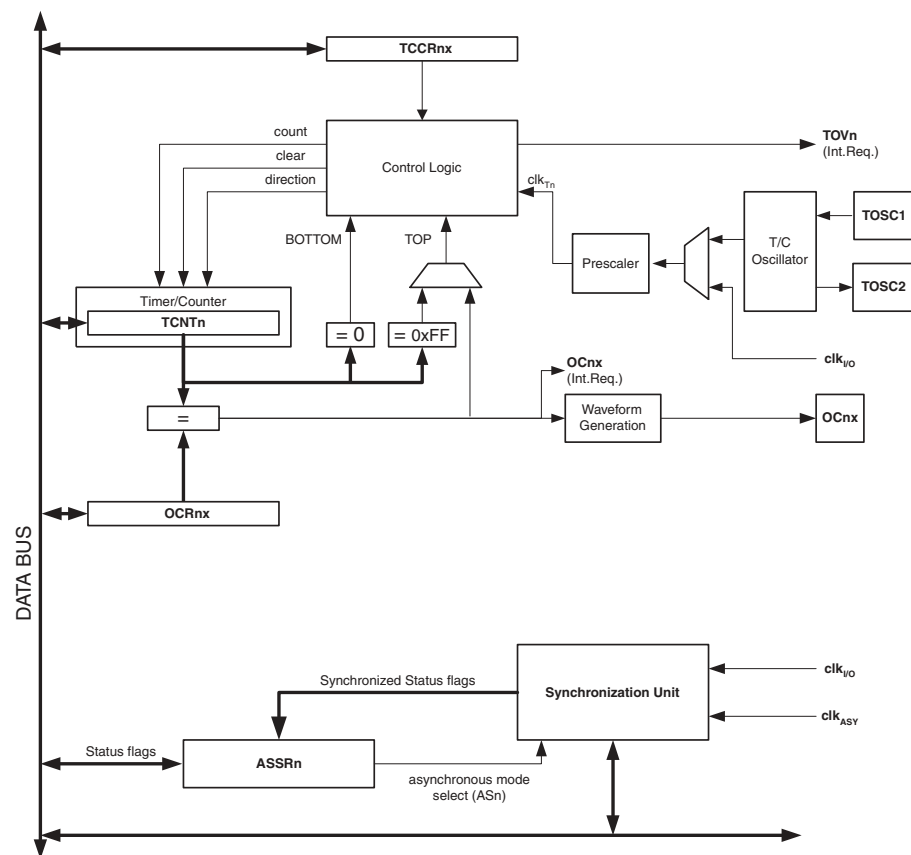 TCCRnx
count
clear
direction
Control Logic
clkTn
TOVn
(Int.Req.)
BOTTOM
TOP
Prescaler
T/C
Oscillator
TOSC1
TOSC2
Timer/Counter
TCNTn
= 0
= 0xFF
clkI/O
OCnx
(Int.Req.)
=
Waveform
Generation
OCnx
OCRnx
DATA BUS
Synchronized Status flags
Synchronization Unit
clkI/O
clkASY
Status flags
ASSRn
asynchronous mode
select (ASn)